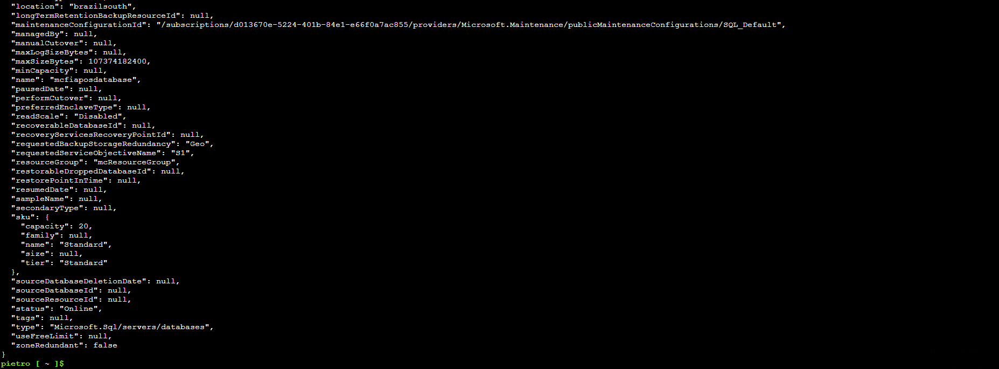 "location": "brazilsouth",
"longTermRetentionBackupResourceId": null,
"maintenanceConfigurationId": "/subscriptions/d013670e-5224-401b-84e1-e66f0a7ac855/providers/Microsoft.Maintenance/publicMaintenanceConfigurations/SQL_Default",
"managedBy": null,
"manualCutover": null,
"maxLogSizeBytes": null,
"maxSizeBytes": 107374182400,
"minCapacity": null,
"name": "mcfiaposdatabase",
"pausedDate": null,
"performCutover": null,
"preferredEnclaveType": null,
"readScale": "Disabled",
"recoverableDatabaseId": null,
"recoveryServicesRecoveryPointId": null,
"requestedBackupStorageRedundancy": "Geo",
"requestedServiceObjectiveName": "S1",
"resourceGroup": "mcResourceGroup",
"restorableDroppedDatabaseId": null,
"restorePointInTime": null,
"resumedDate": null,
"sampleName": null,
"secondaryType": null,
"sku": {
"capacity": 20,
"family": null,
"name": "Standard",
"size": null,
"tier": "Standard"
},
"sourceDatabaseDeletionDate": null,
"sourceDatabaseId": null,
"sourceResourceId": null,
"status": "Online",
"tags": null,
"type": "Microsoft.Sql/servers/databases",
"useFreeLimit": null,
"zoneRedundant": false
}
pietro [ ~ ]$